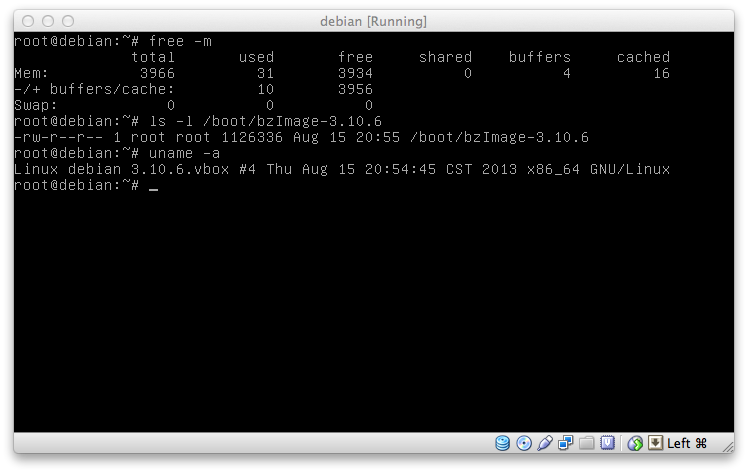 debian [Running]
root@debian:~# free -m
             total       used       free     shared    buffers     cached
Mem:          3966         31       3934          0          4         16
-/+ buffers/cache:         10       3956
Swap:            0          0          0
root@debian:~# ls -l /boot/bzImage-3.10.6
-rw-r--r-- 1 root root 1126336 Aug 15 20:55 /boot/bzImage-3.10.6
root@debian:~# uname -a
Linux debian 3.10.6.vbox #4 Thu Aug 15 20:54:45 CST 2013 x86_64 GNU/Linux
root@debian:~# _
Left ⌘